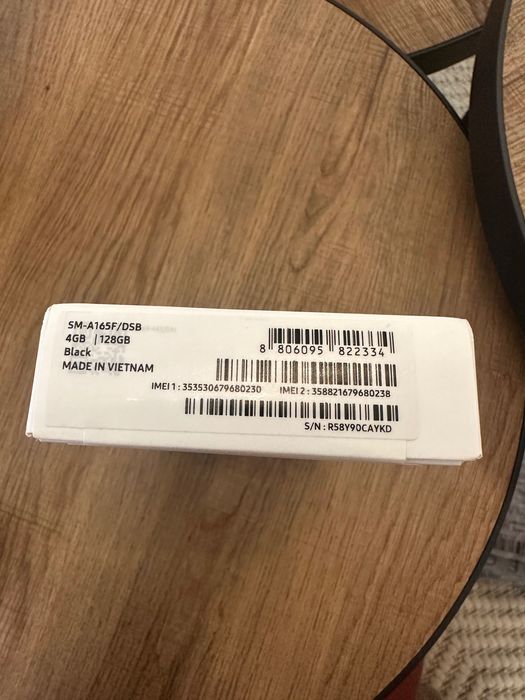 SM-A165F/DSB
4GB | 128GB
Black
MADE IN VIETNAM
8 806095 822334
IMEI 1 : 353530679680230 IMEI 2 : 358821679680238
S/N : R58Y90CAYKD